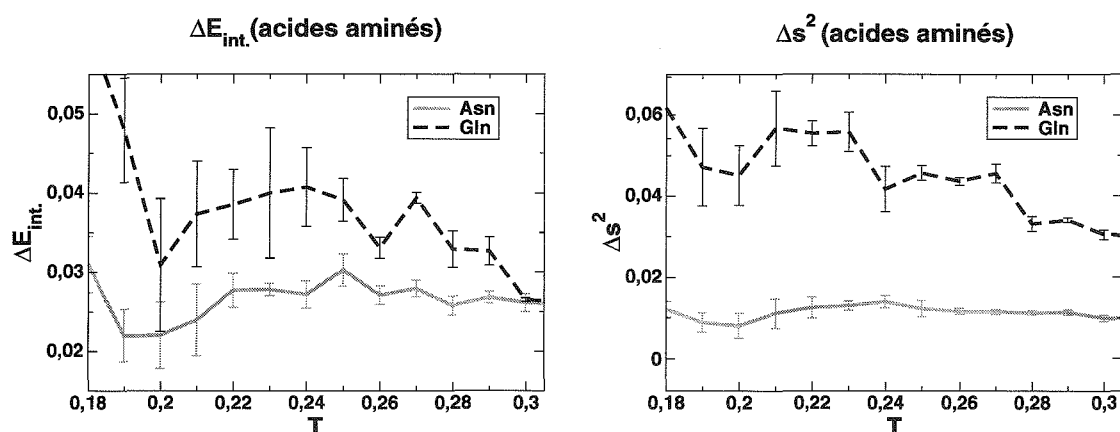 ΔE_int. (acides aminés)
Asn
Gln
0,05
0,04
0,03
0,02
ΔE_int.
0,18 0,2 0,22 0,24 0,26 0,28 0,3
T
Δs² (acides aminés)
Asn
Gln
0,06
0,04
0,02
0
Δs²
0,18 0,2 0,22 0,24 0,26 0,28 0,3
T